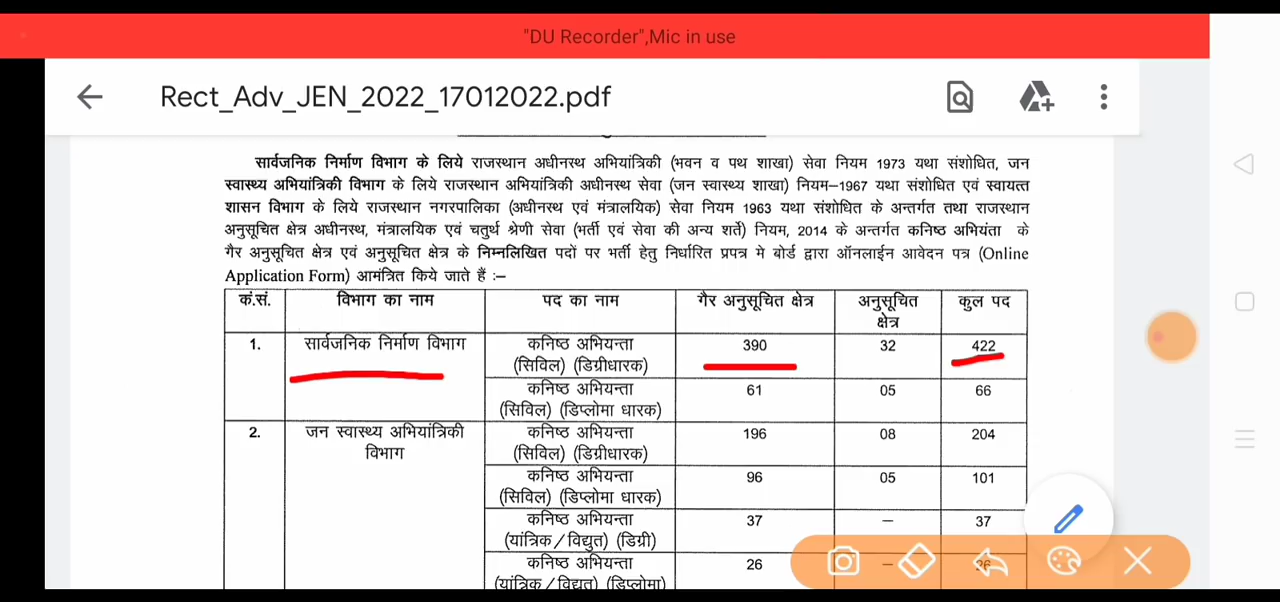 "DU Recorder",Mic in use
Rect_Adv_JEN_2022_17012022.pdf
सार्वजनिक निर्माण विभाग के लिये राजस्थान अधीनस्थ अभियांत्रिकी (भवन व पथ शाखा) सेवा नियम 1973 यथा संशोधित, जन
स्वास्थ्य अभियांत्रिकी विभाग के लिये राजस्थान अभियांत्रिकी अधीनस्थ सेवा (जन स्वास्थ्य शाखा) नियम–1967 यथा संशोधित एवं स्वायत्त
शासन विभाग के लिये राजस्थान नगरपालिका (अधीनस्थ एवं मंत्रालयिक) सेवा नियम 1963 यथा संशोधित के अन्तर्गत तथा राजस्थान
अनुसूचित क्षेत्र अधीनस्थ, मंत्रालयिक एवं चतुर्थ श्रेणी सेवा (भर्ती एवं सेवा की अन्य शर्ते) नियम, 2014 के अन्तर्गत कनिष्ठ अभियंता के
गैर अनुसूचित क्षेत्र एवं अनुसूचित क्षेत्र के निम्नलिखित पदों पर भर्ती हेतु निर्धारित प्रपत्र मे बोर्ड द्वारा ऑनलाईन आवेदन पत्र (Online
Application Form) आमंत्रित किये जाते हैं :–
कं.सं. विभाग का नाम पद का नाम गैर अनुसूचित क्षेत्र अनुसूचित कुल पद
क्षेत्र
1. सार्वजनिक निर्माण विभाग कनिष्ठ अभियन्ता 390 32 422
(सिविल) (डिग्रीधारक)
कनिष्ठ अभियन्ता 61 05 66
(सिविल) (डिप्लोमा धारक)
2. जन स्वास्थ्य अभियांत्रिकी कनिष्ठ अभियन्ता 196 08 204
विभाग (सिविल) (डिग्रीधारक)
कनिष्ठ अभियन्ता 96 05 101
(सिविल) (डिप्लोमा धारक)
कनिष्ठ अभियन्ता 37 – 37
(यांत्रिक/विद्युत) (डिग्री)
कनिष्ठ अभियन्ता 26 – 26
(यांत्रिक/विद्युत) (डिप्लोमा)